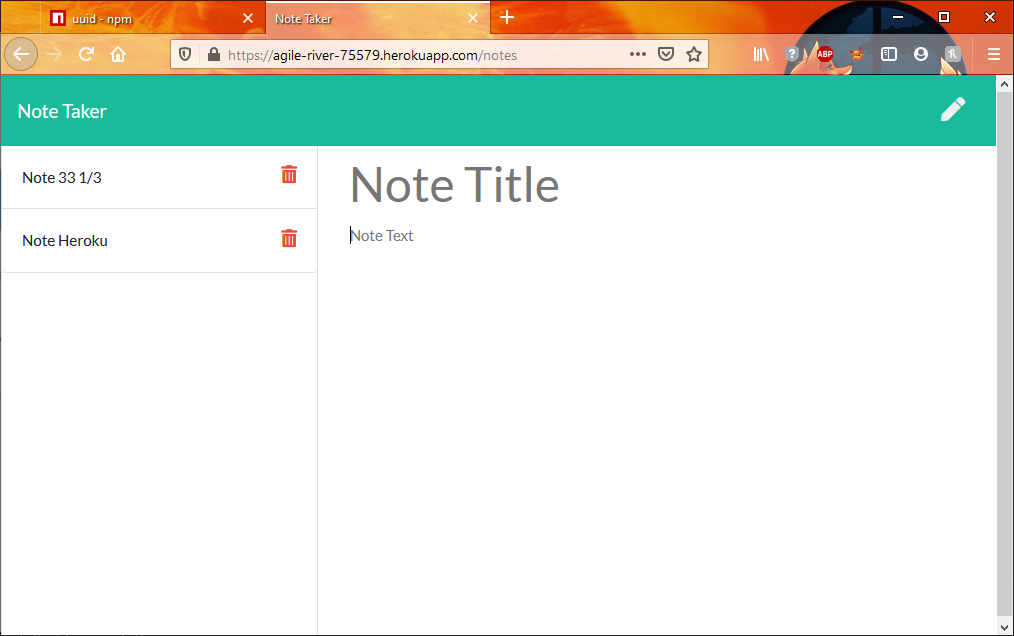 uuid - npm
Note Taker
https://agile-river-75579.herokuapp.com/notes
ABP
Note Taker
Note 33 1/3
Note Title
Note Text
Note Heroku